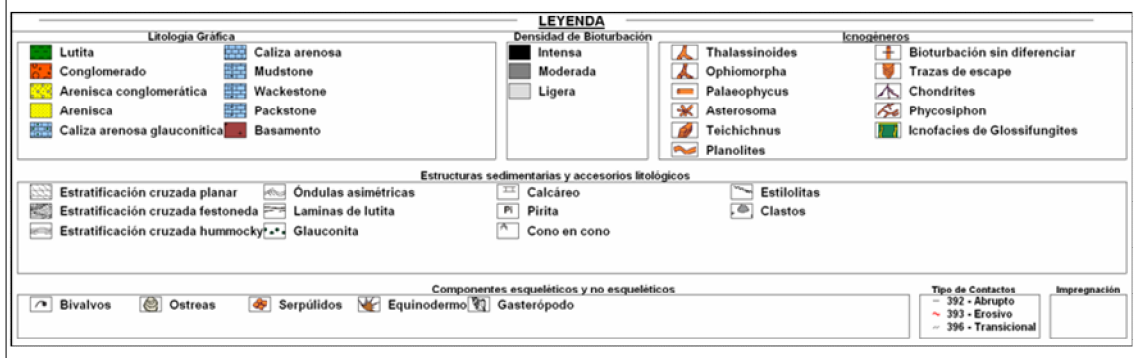 LEYENDA
Litología Gráfica
Lutita
Conglomerado
Arenisca conglomerática
Arenisca
Caliza arenosa glauconítica
Caliza arenosa
Mudstone
Wackestone
Packstone
Basamento
Densidad de Bioturbación
Intensa
Moderada
Ligera
Icnogéneros
Thalassinoides
Ophiomorpha
Palaeophycus
Asterosoma
Teichichnus
Planolites
Bioturbación sin diferenciar
Trazas de escape
Chondrites
Phycosiphon
Icnofacies de Glossifungites
Estructuras sedimentarias y accesorios litológicos
Estratificación cruzada planar
Estratificación cruzada festoneda
Estratificación cruzada hummocky
Óndulas asimétricas
Laminas de lutita
Glauconita
Calcáreo
Pi Pirita
Cono en cono
Estilolitas
Clastos
Componentes esqueléticos y no esqueléticos
Bivalvos
Ostreas
Serpúlidos
Equinodermo
Gasterópodo
Tipo de Contactos
392 - Abrupto
393 - Erosivo
396 - Transicional
Impregnación